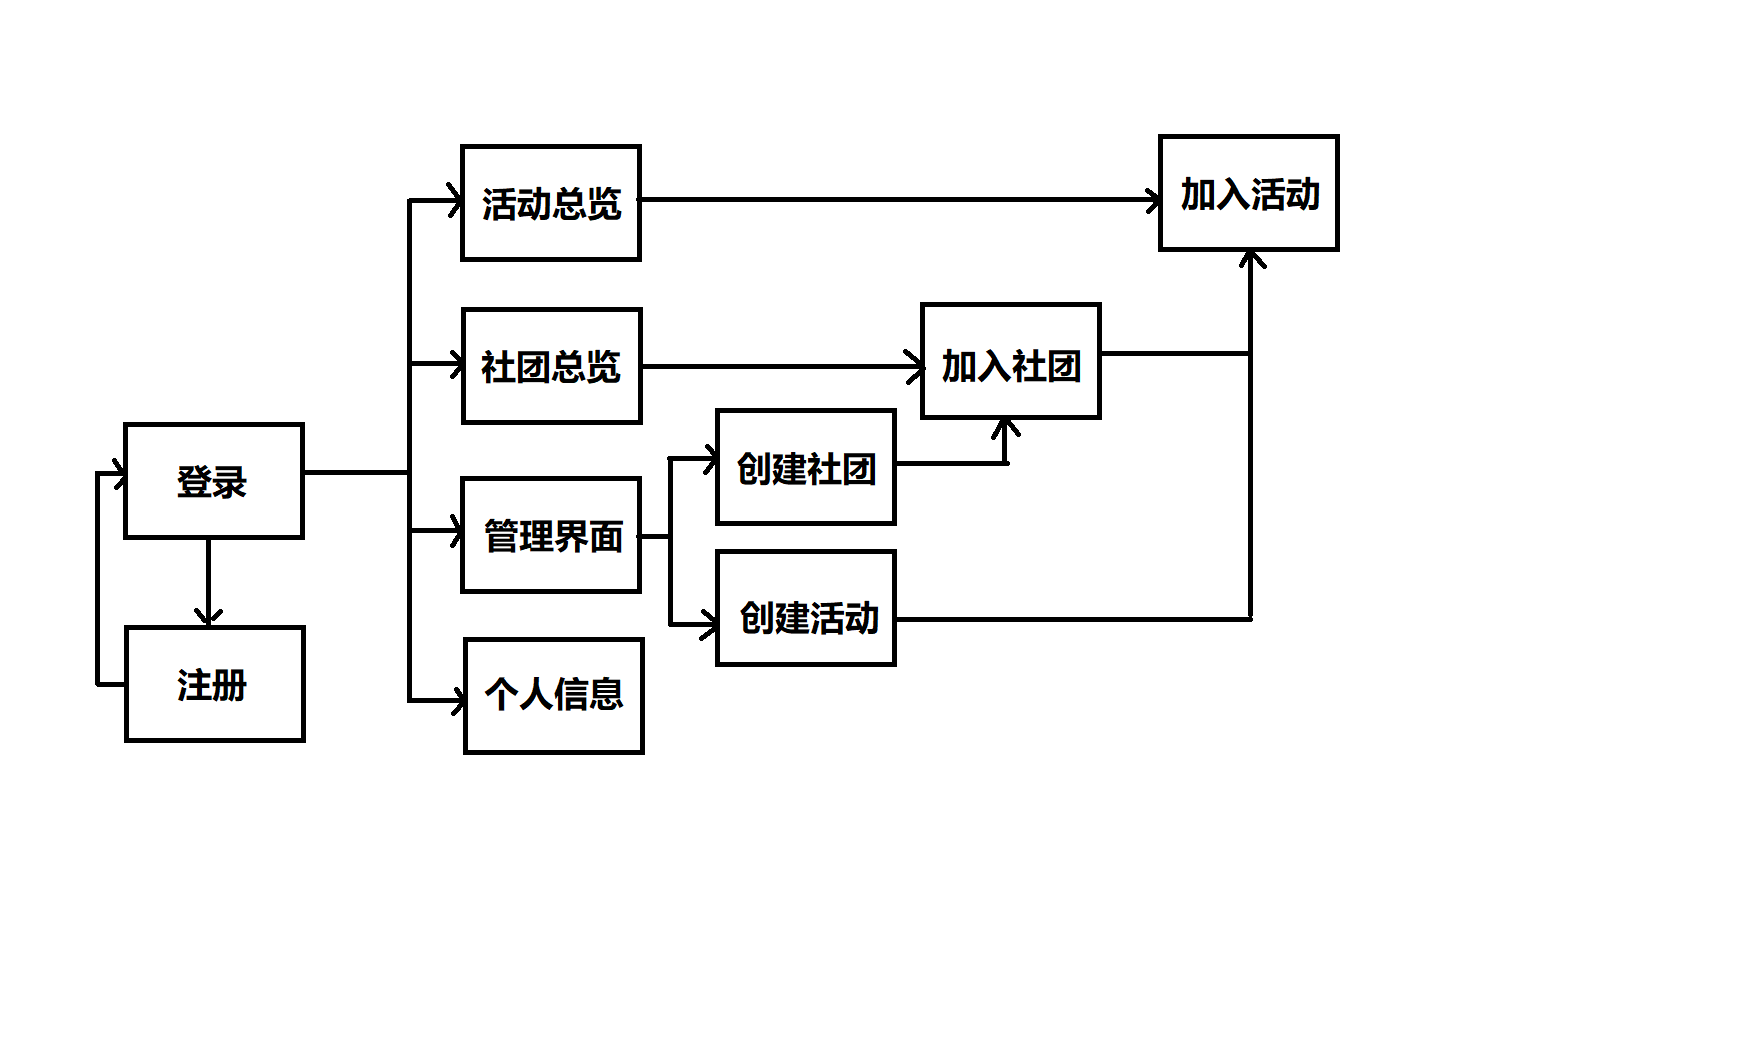 活动总览
加入活动
社团总览
加入社团
登录
创建社团
管理界面
创建活动
注册
个人信息